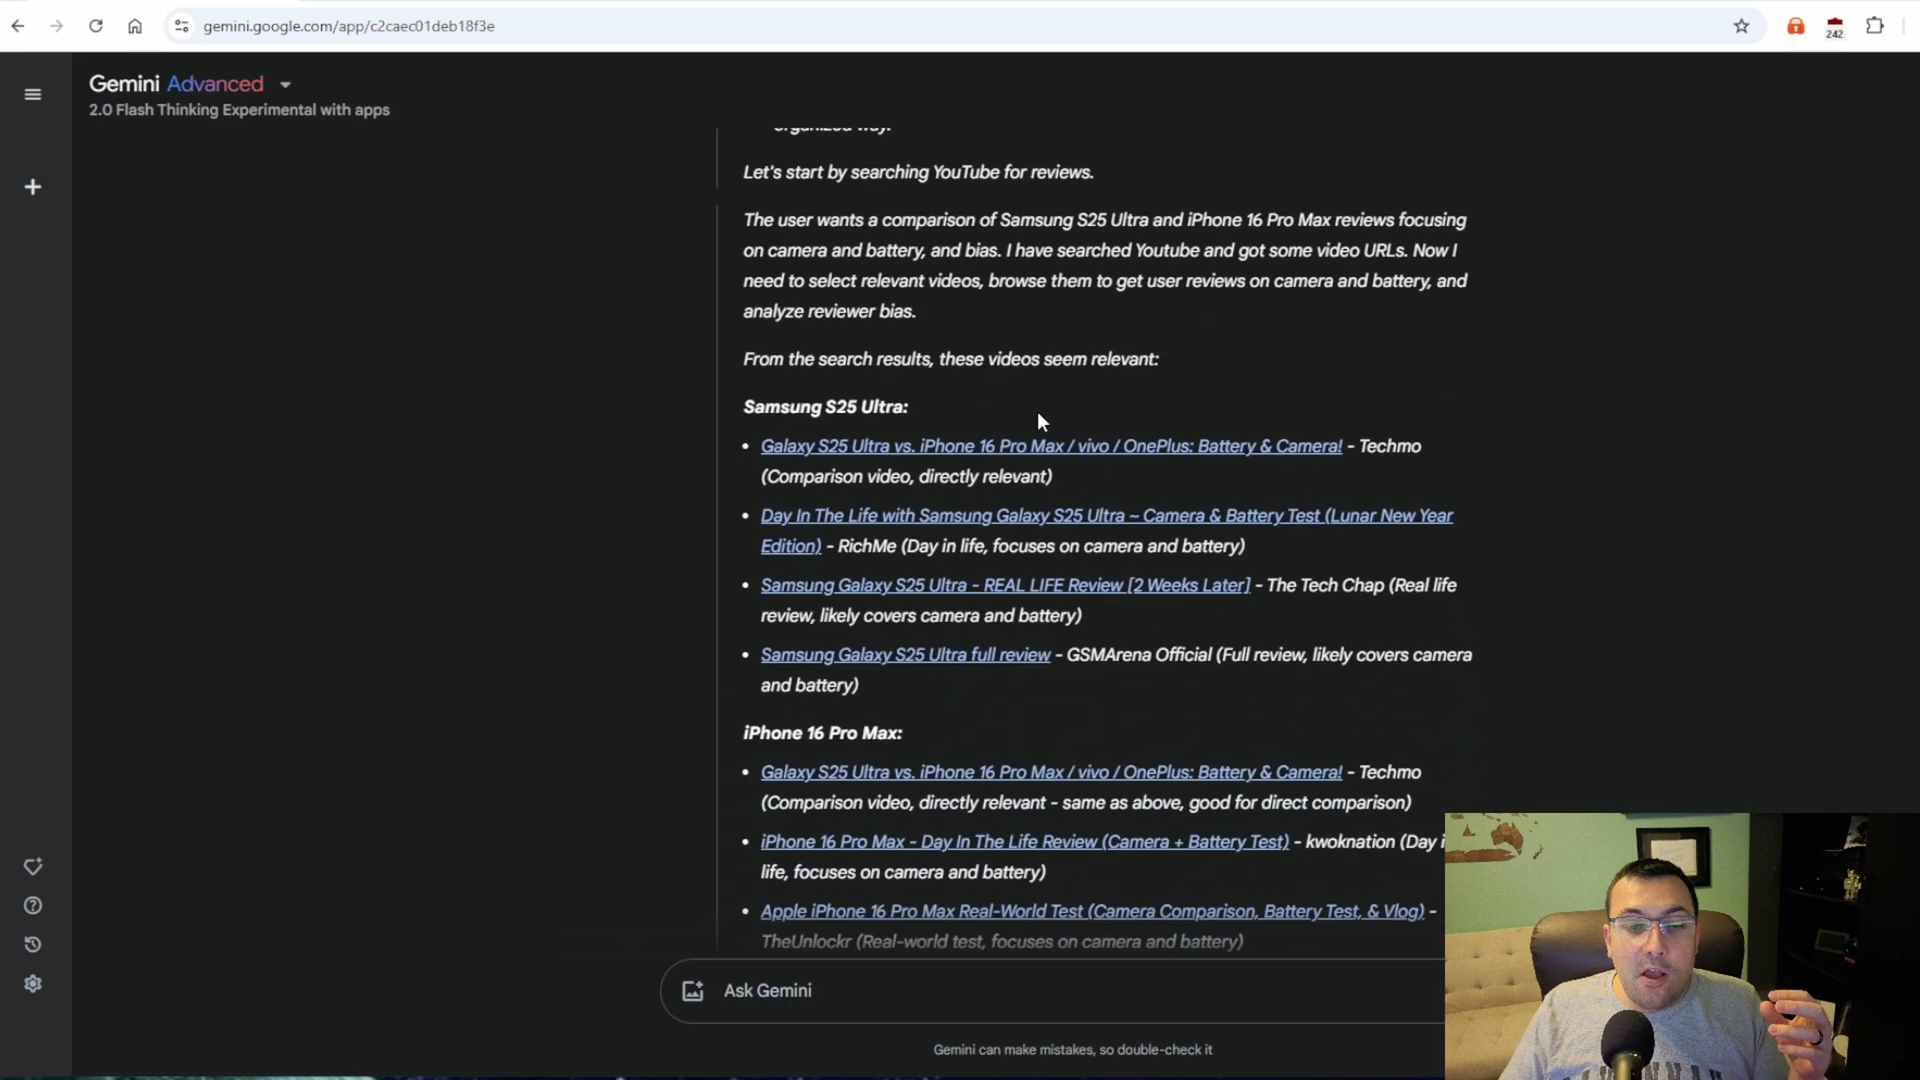 gemini.google.com/app/c2caec01deb18f3e
242
Gemini Advanced
2.0 Flash Thinking Experimental with apps
organized way.
Let's start by searching YouTube for reviews.
The user wants a comparison of Samsung S25 Ultra and iPhone 16 Pro Max reviews focusing
on camera and battery, and bias. I have searched Youtube and got some video URLs. Now I
need to select relevant videos, browse them to get user reviews on camera and battery, and
analyze reviewer bias.
From the search results, these videos seem relevant:
Samsung S25 Ultra:
• Galaxy S25 Ultra vs. iPhone 16 Pro Max / vivo / OnePlus: Battery & Camera! - Techmo
(Comparison video, directly relevant)
• Day In The Life with Samsung Galaxy S25 Ultra ~ Camera & Battery Test (Lunar New Year
Edition) - RichMe (Day in life, focuses on camera and battery)
• Samsung Galaxy S25 Ultra - REAL LIFE Review [2 Weeks Later] - The Tech Chap (Real life
review, likely covers camera and battery)
• Samsung Galaxy S25 Ultra full review - GSMArena Official (Full review, likely covers camera
and battery)
iPhone 16 Pro Max:
• Galaxy S25 Ultra vs. iPhone 16 Pro Max / vivo / OnePlus: Battery & Camera! - Techmo
(Comparison video, directly relevant - same as above, good for direct comparison)
• iPhone 16 Pro Max - Day In The Life Review (Camera + Battery Test) - kwoknation (Day i
life, focuses on camera and battery)
• Apple iPhone 16 Pro Max Real-World Test (Camera Comparison, Battery Test, & Vlog) -
TheUnlockr (Real-world test, focuses on camera and battery)
Ask Gemini
Gemini can make mistakes, so double-check it